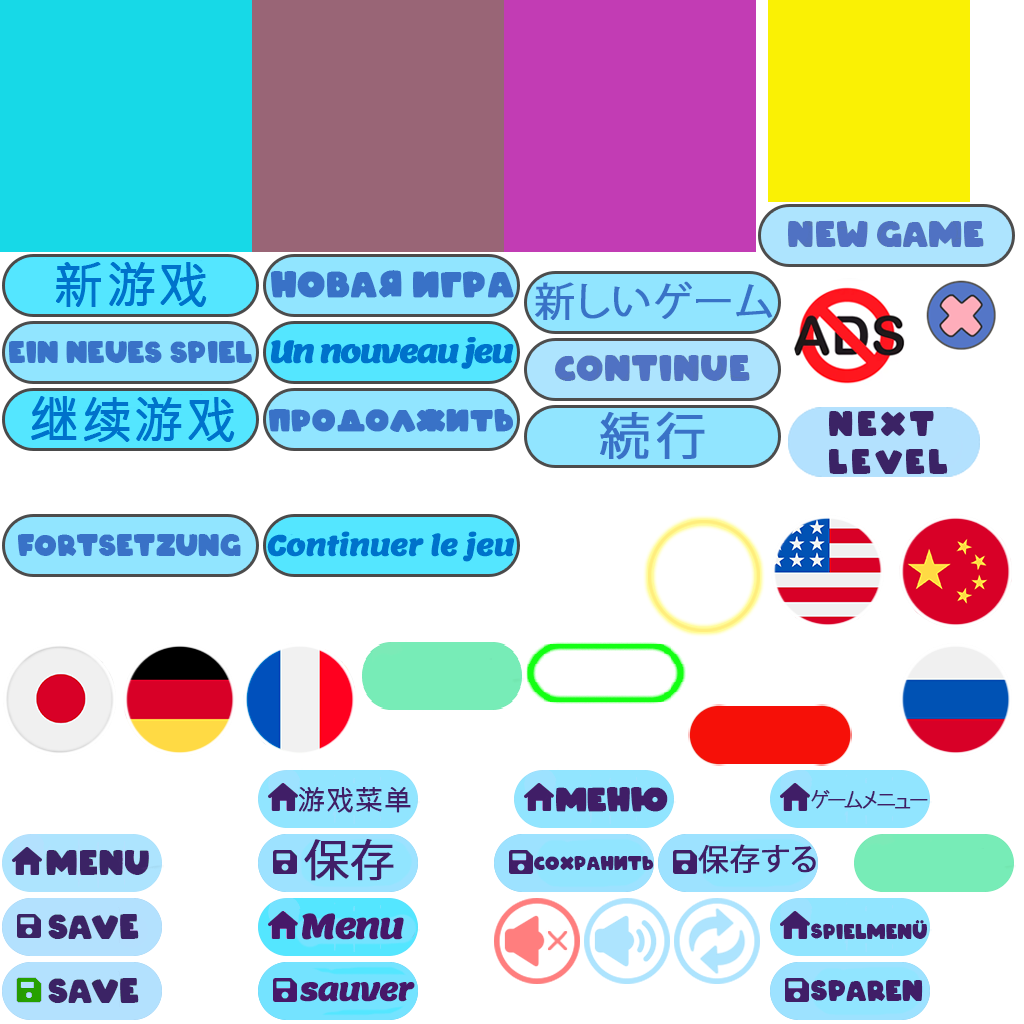 NEW GAME
新游戏
НОВАЯ ИГРА
新しいゲーム
ADS
EIN NEUES SPIEL
Un nouveau jeu
CONTINUE
继续游戏
ПРОДОЛЖИТЬ
続行
NEXT
LEVEL
FORTSETZUNG
Continuer le jeu
游戏菜单
МЕНЮ
ゲームメニュー
MENU
保存
СОХРАНИТЬ
保存する
SAVE
Menu
SPIELMENÜ
SAVE
sauver
SPAREN